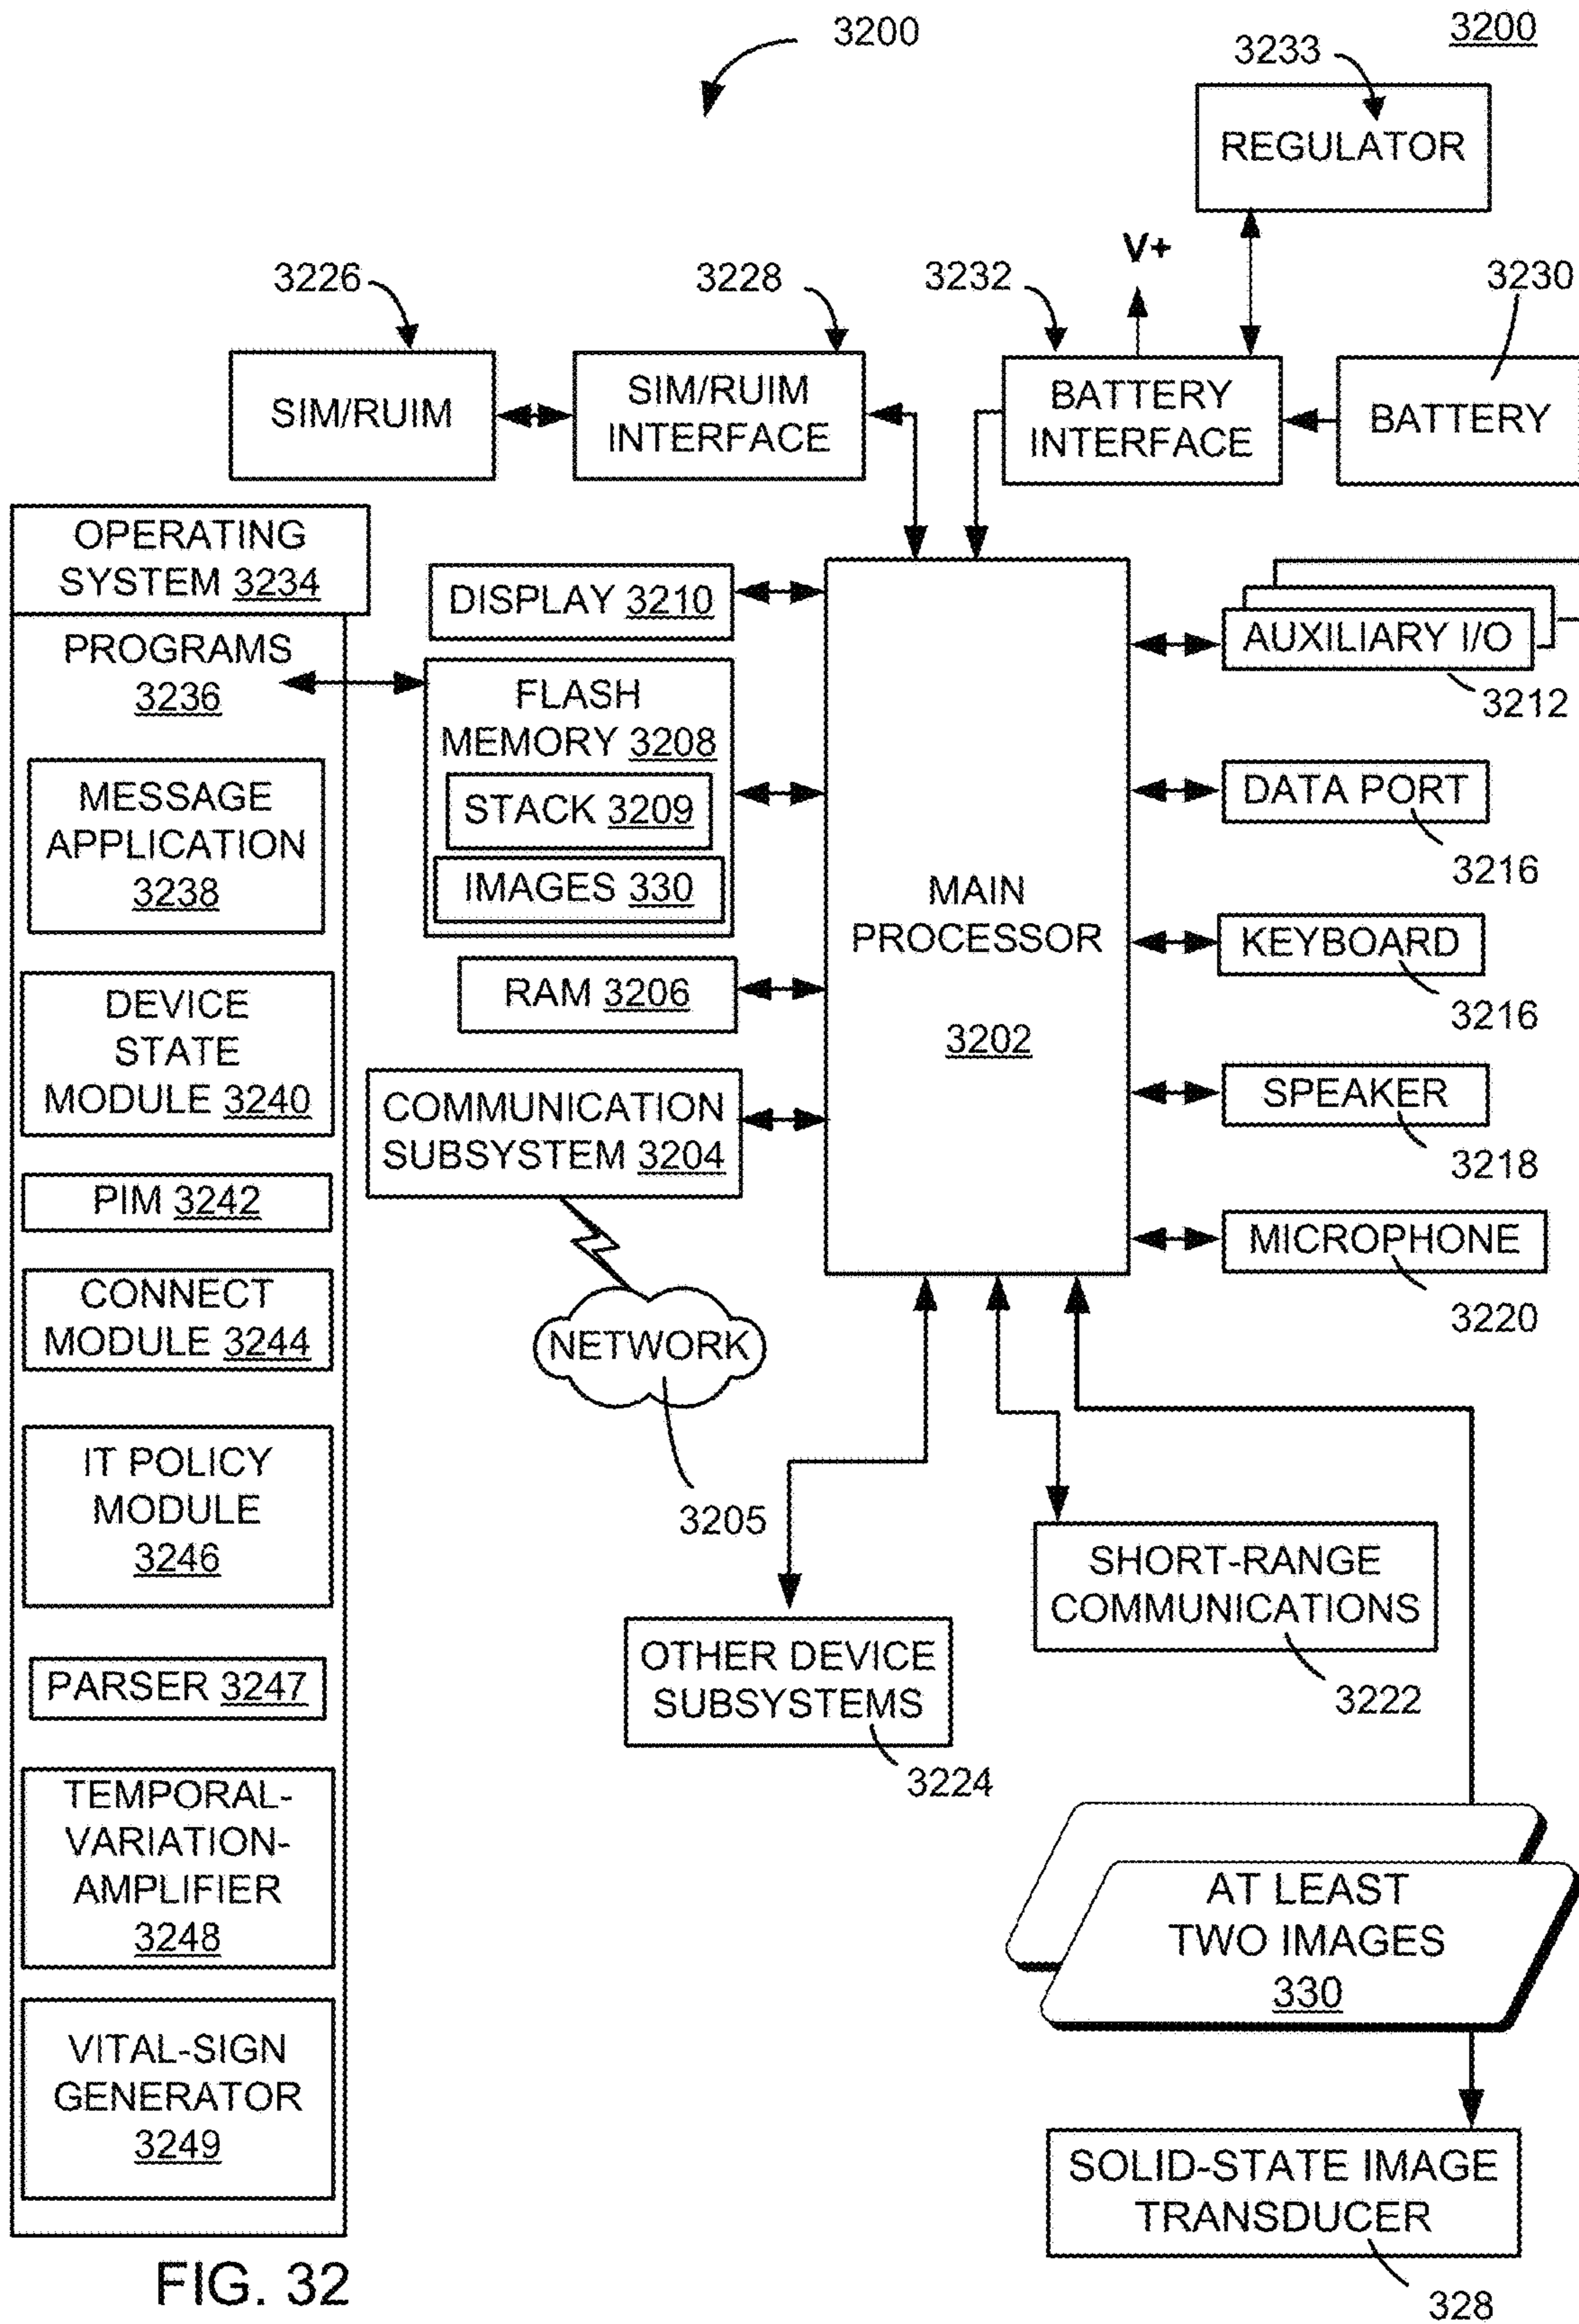 3200
3200
3233
REGULATOR
V+
3226
3228
3232
3230
SIM/RUIM
SIM/RUIM
INTERFACE
BATTERY
INTERFACE
BATTERY
OPERATING
SYSTEM 3234
PROGRAMS
3236
MESSAGE
APPLICATION
3238
DEVICE
STATE
MODULE 3240
PIM 3242
CONNECT
MODULE 3244
IT POLICY
MODULE
3246
PARSER 3247
TEMPORAL-
VARIATION-
AMPLIFIER
3248
VITAL-SIGN
GENERATOR
3249
DISPLAY 3210
FLASH
MEMORY 3208
STACK 3209
IMAGES 330
RAM 3206
COMMUNICATION
SUBSYSTEM 3204
NETWORK
3205
MAIN
PROCESSOR
3202
AUXILIARY I/O
3212
DATA PORT
3216
KEYBOARD
3216
SPEAKER
3218
MICROPHONE
3220
SHORT-RANGE
COMMUNICATIONS
3222
OTHER DEVICE
SUBSYSTEMS
3224
AT LEAST
TWO IMAGES
330
SOLID-STATE IMAGE
TRANSDUCER
328
FIG. 32